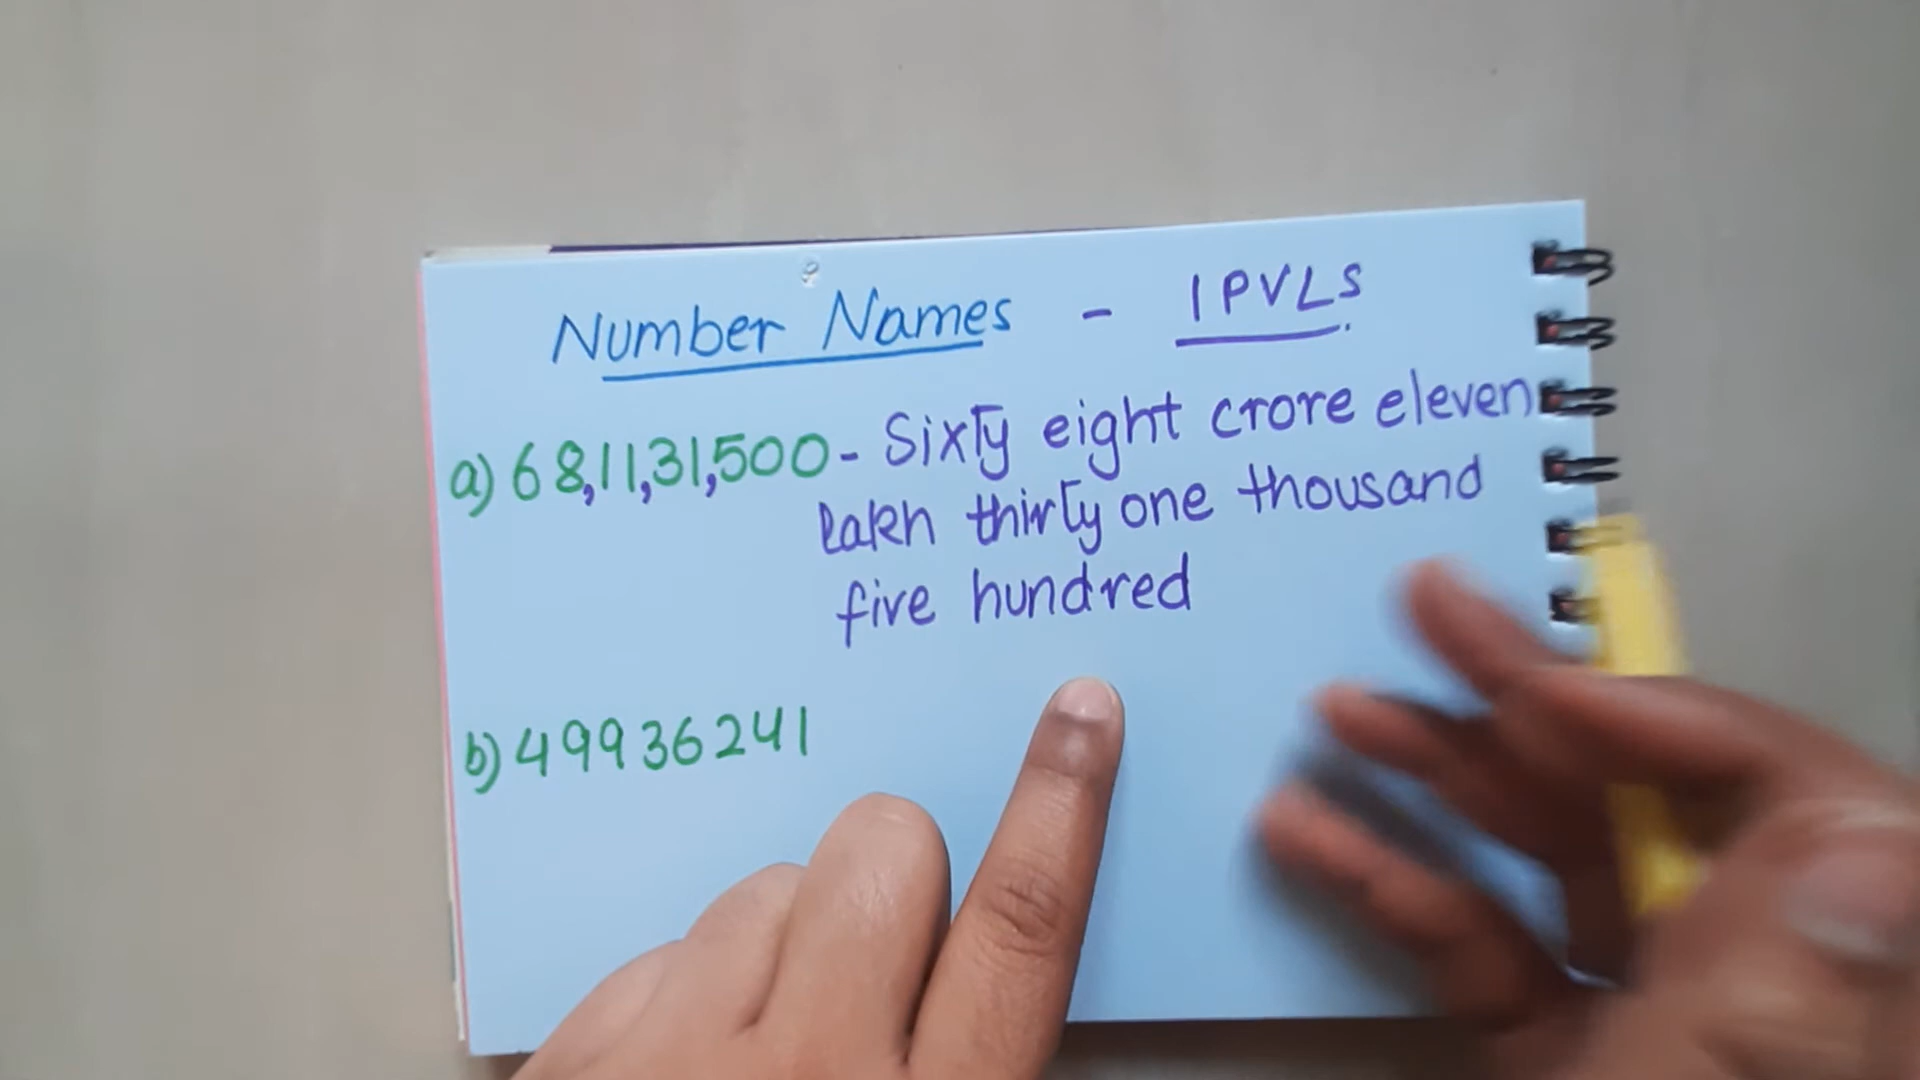 Number Names - IPVLS
a) 68,11,31,500 - Sixty eight crore eleven
lakh thirty one thousand
five hundred
b) 49936241